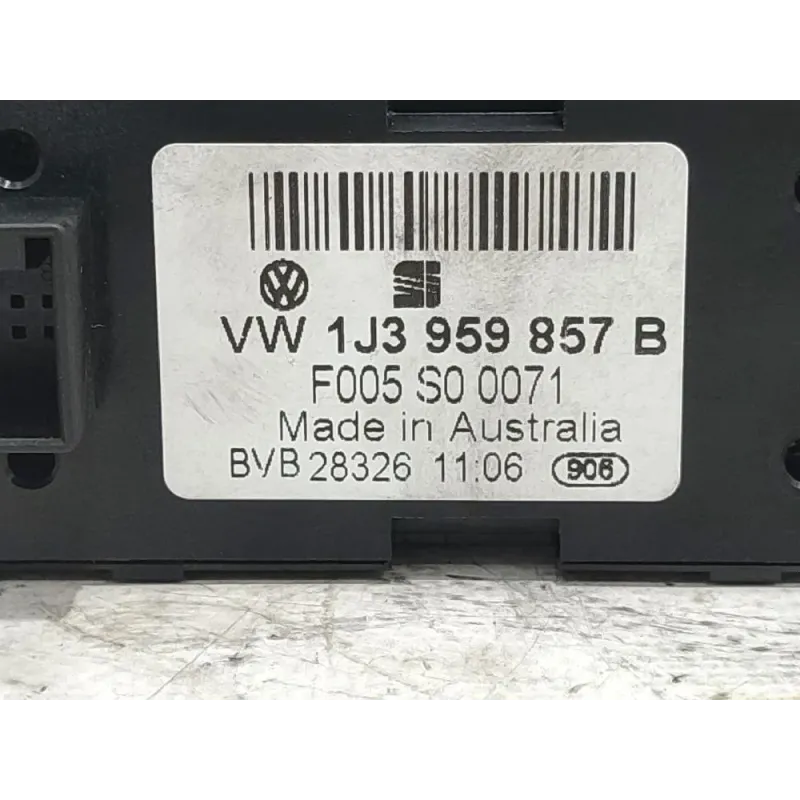 VW 1J3 959 857 B
F005 S0 0071
Made in Australia
BVB 28326 11:06 906